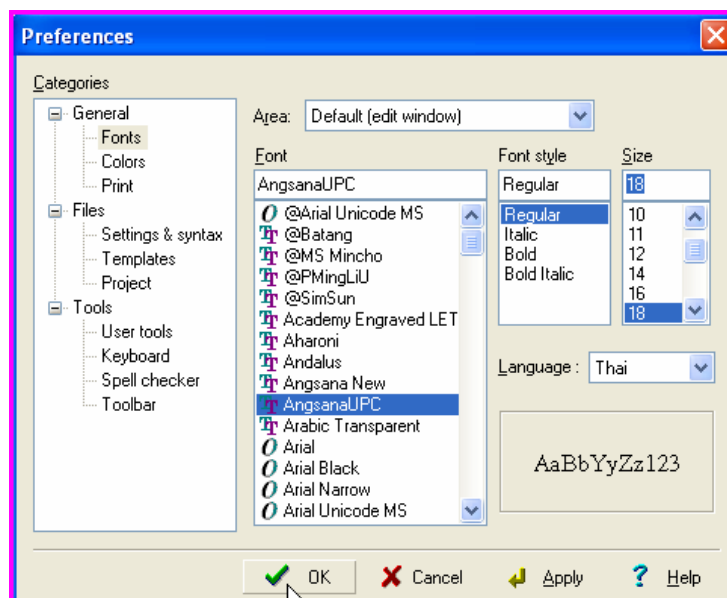 Preferences
Categories
General
Fonts
Colors
Print
Files
Settings & syntax
Templates
Project
Tools
User tools
Keyboard
Spell checker
Toolbar
Area: Default (edit window)
Font
AngsanaUPC
@Arial Unicode MS
@Batang
@MS Mincho
@PMingLiU
@SimSun
Academy Engraved LET
Aharoni
Andalus
Angsana New
AngsanaUPC
Arabic Transparent
Arial
Arial Black
Arial Narrow
Arial Unicode MS
Font style
Regular
Regular
Italic
Bold
Bold Italic
Size
18
10
11
12
14
16
18
Language : Thai
AaBbYyZz123
OK Cancel Apply Help